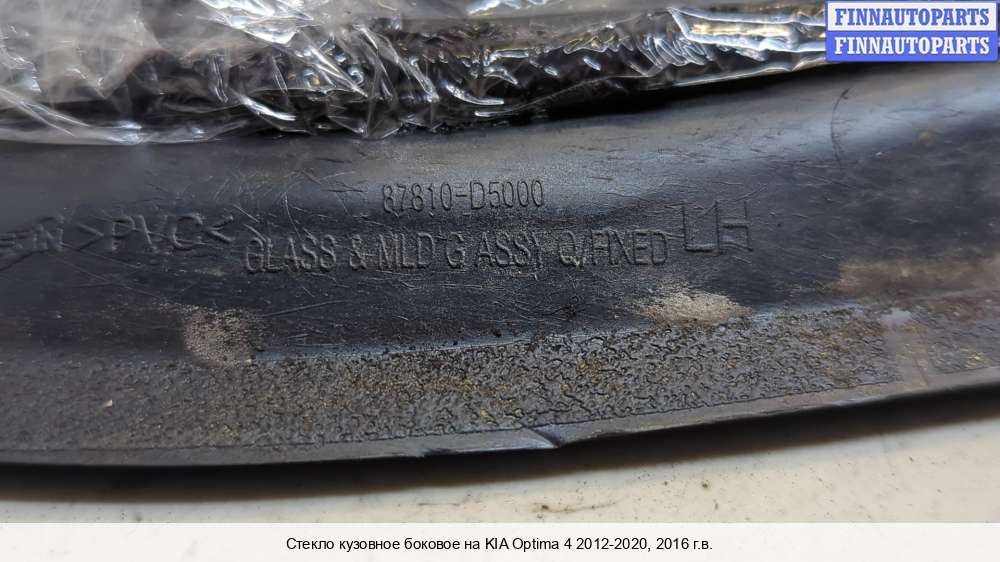 FINNAUTOPARTS
FINNAUTOPARTS
87810-D5000
>PVC<
GLASS & MLD'G ASSY Q/FIXED LH
Стекло кузовное боковое на KIA Optima 4 2012-2020, 2016 г.в.